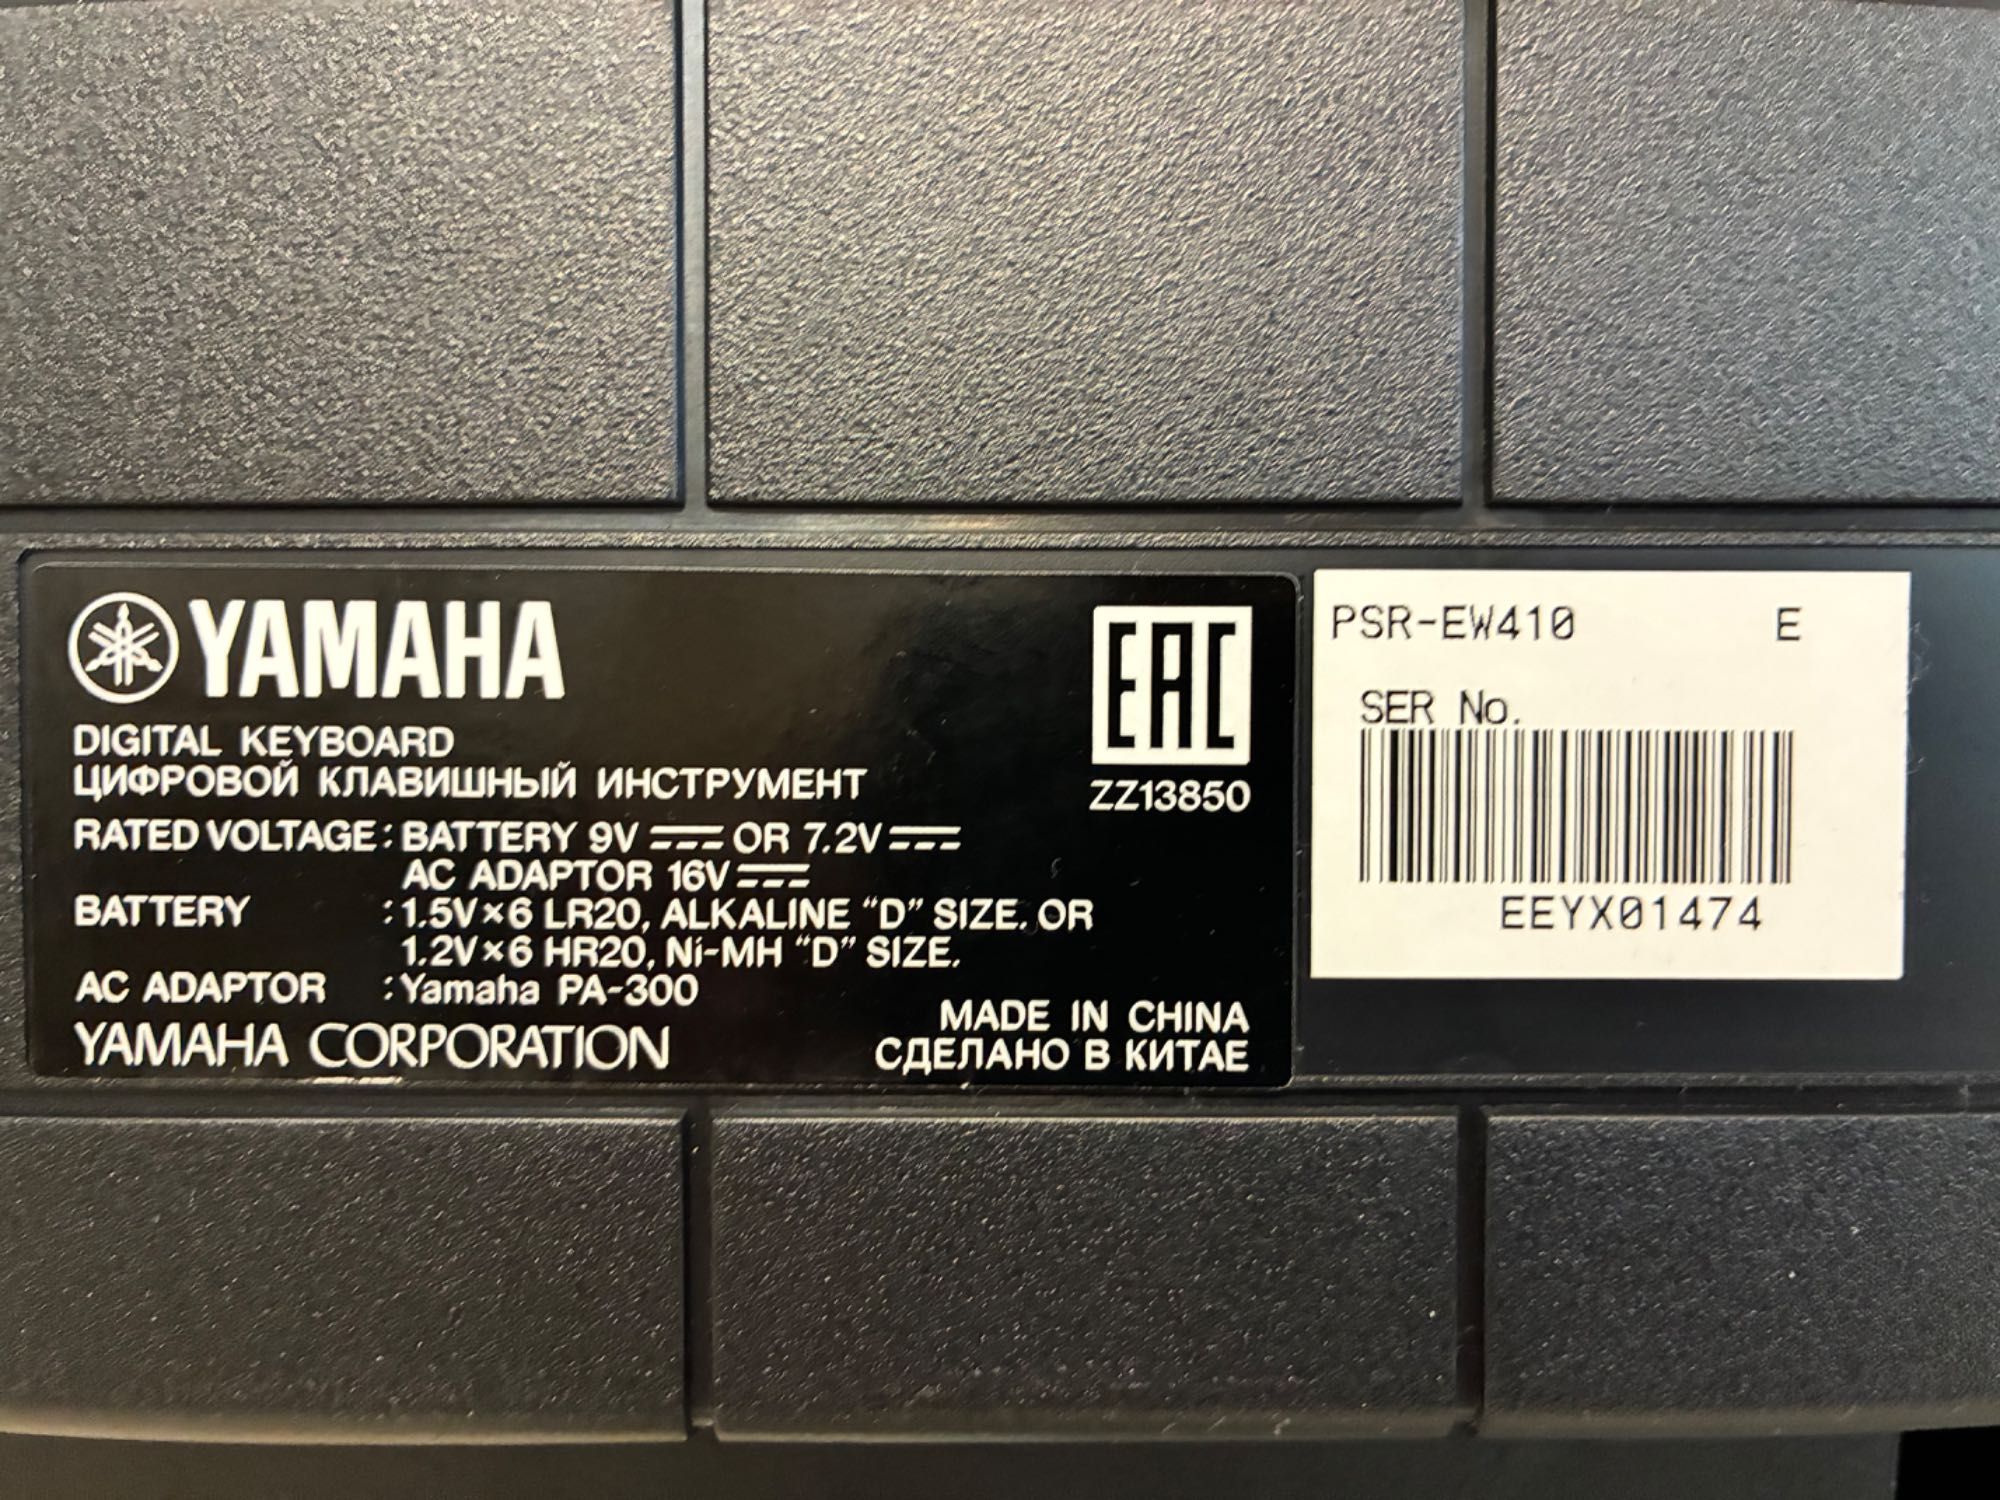 YAMAHA
DIGITAL KEYBOARD
ЦИФРОВОЙ КЛАВИШНЫЙ ИНСТРУМЕНТ
RATED VOLTAGE : BATTERY 9V ⎓ OR 7.2V ⎓
AC ADAPTOR 16V ⎓
BATTERY : 1.5V×6 LR20, ALKALINE “D” SIZE. OR
1.2V×6 HR20, Ni-MH “D” SIZE.
AC ADAPTOR : Yamaha PA-300
YAMAHA CORPORATION
EAC
ZZ13850
MADE IN CHINA
СДЕЛАНО В КИТАЕ
PSR-EW410 E
SER No.
EEYX01474